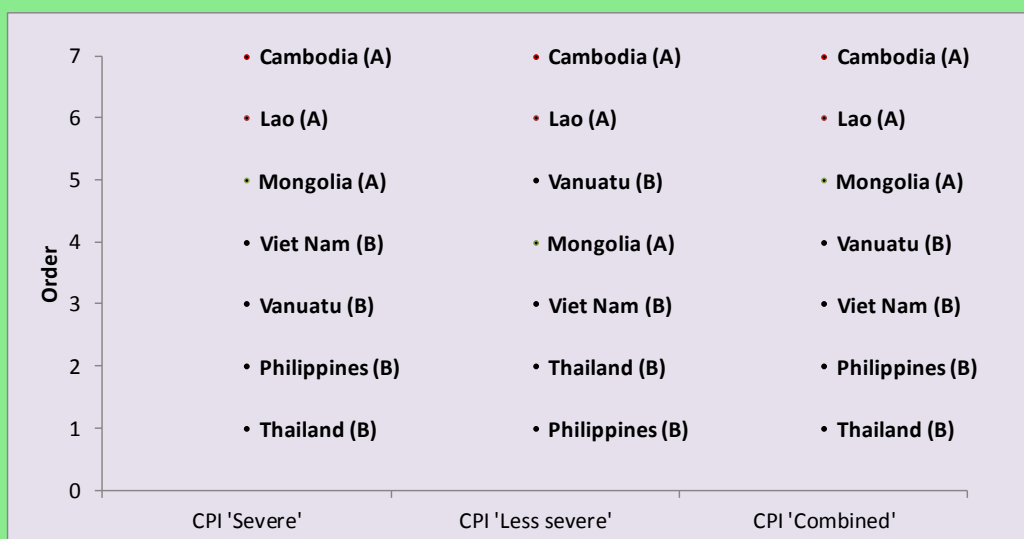 7 Cambodia (A) Cambodia (A) Cambodia (A)
6 Lao (A) Lao (A) Lao (A)
5 Mongolia (A) Vanuatu (B) Mongolia (A)
4 Viet Nam (B) Mongolia (A) Vanuatu (B)
Order
3 Vanuatu (B) Viet Nam (B) Viet Nam (B)
2 Philippines (B) Thailand (B) Philippines (B)
1 Thailand (B) Philippines (B) Thailand (B)
0
CPI 'Severe' CPI 'Less severe' CPI 'Combined'